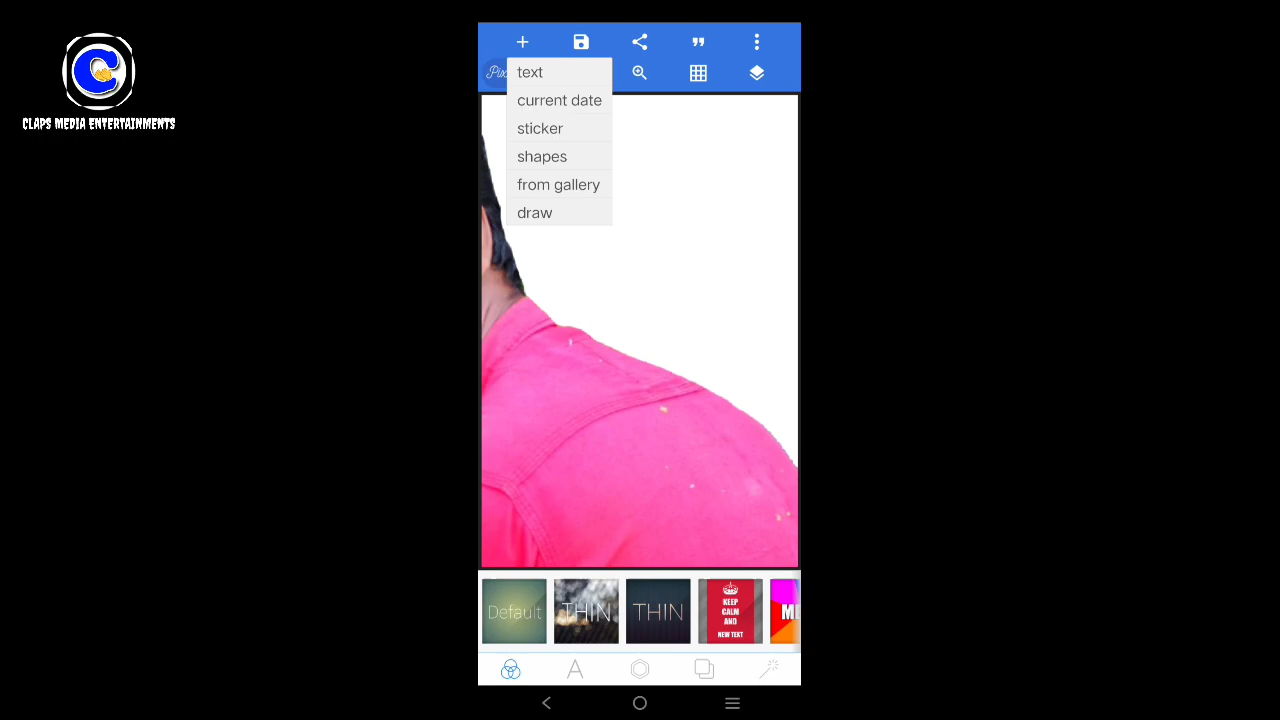 CLAPS MEDIA ENTERTAINMENTS
text
current date
sticker
shapes
from gallery
draw
Default
THIN
THIN
KEEP
CALM
AND
NEW TEXT